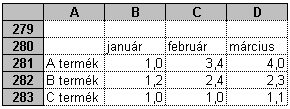 A B C D
279
280 január február március
281 A termék 1,0 3,4 4,0
282 B termék 1,2 2,4 2,3
283 C termék 1,0 1,0 1,1